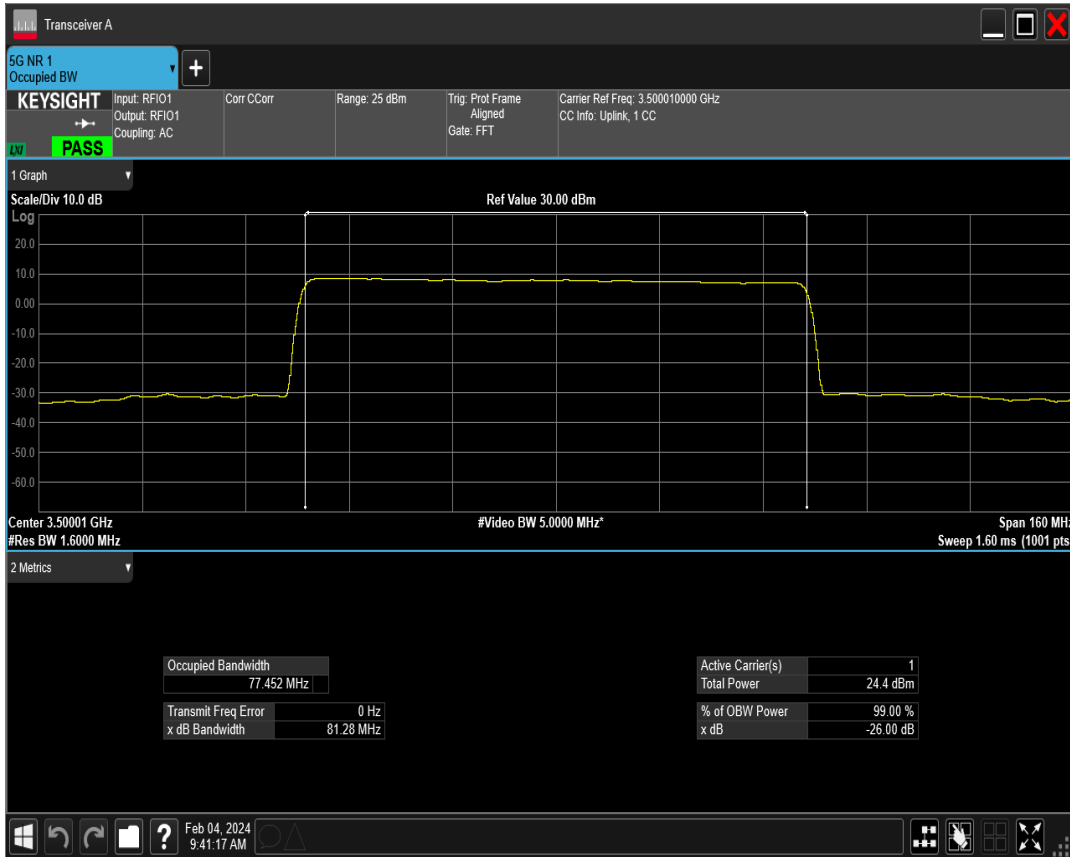 Transceiver A
5G NR 1
Occupied BW
KEYSIGHT
LXI
PASS
Input: RFIO1
Output: RFIO1
Coupling: AC
Corr CCorr
Range: 25 dBm
Trig: Prot Frame
Aligned
Gate: FFT
Carrier Ref Freq: 3.500010000 GHz
CC Info: Uplink, 1 CC
1 Graph
Scale/Div 10.0 dB
Ref Value 30.00 dBm
Log
20.0
10.0
0.00
-10.0
-20.0
-30.0
-40.0
-50.0
-60.0
Center 3.50001 GHz
#Video BW 5.0000 MHz*
Span 160 MHz
#Res BW 1.6000 MHz
Sweep 1.60 ms (1001 pts
2 Metrics
Occupied Bandwidth
77.452 MHz
Transmit Freq Error 0 Hz
x dB Bandwidth 81.28 MHz
Active Carrier(s) 1
Total Power 24.4 dBm
% of OBW Power 99.00 %
x dB -26.00 dB
?
Feb 04, 2024
9:41:17 AM